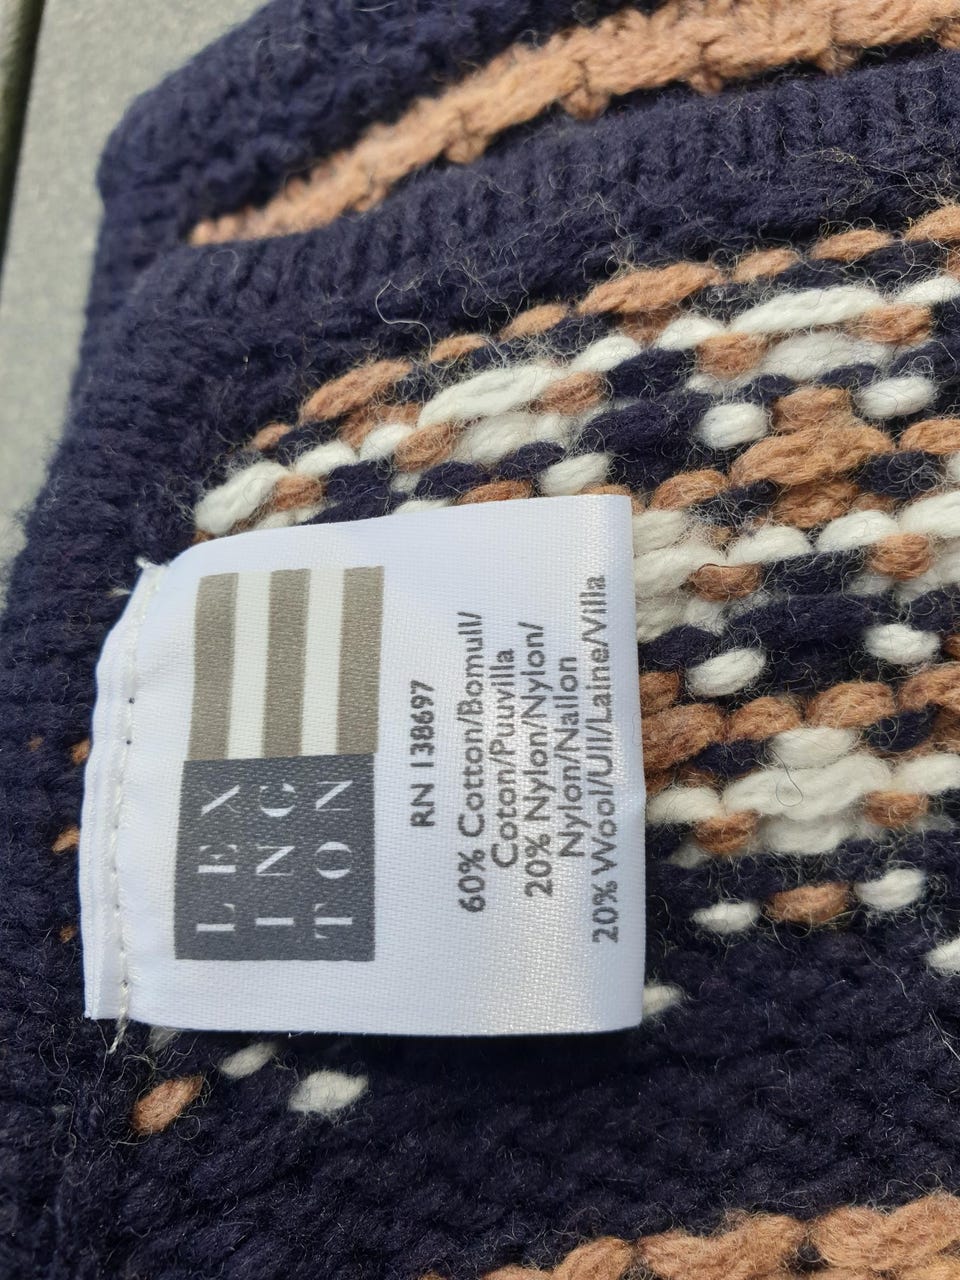 LEX
ING
TON
RN 138697
60% Cotton/Bomull/
Coton/Puuvilla
20% Nylon/Nylon/
Nylon/Nailon
20% Wool/Ull/Laine/Villa